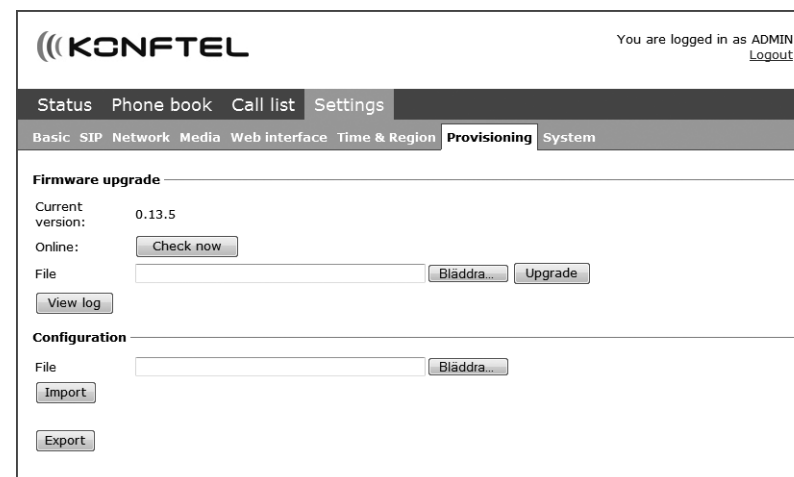 KONFTEL
You are logged in as ADMIN
Logout
Status Phone book Call list Settings
Basic SIP Network Media Web interface Time & Region Provisioning System
Firmware upgrade
Current
version: 0.13.5
Online: Check now
File Bläddra... Upgrade
View log
Configuration
File Bläddra...
Import
Export